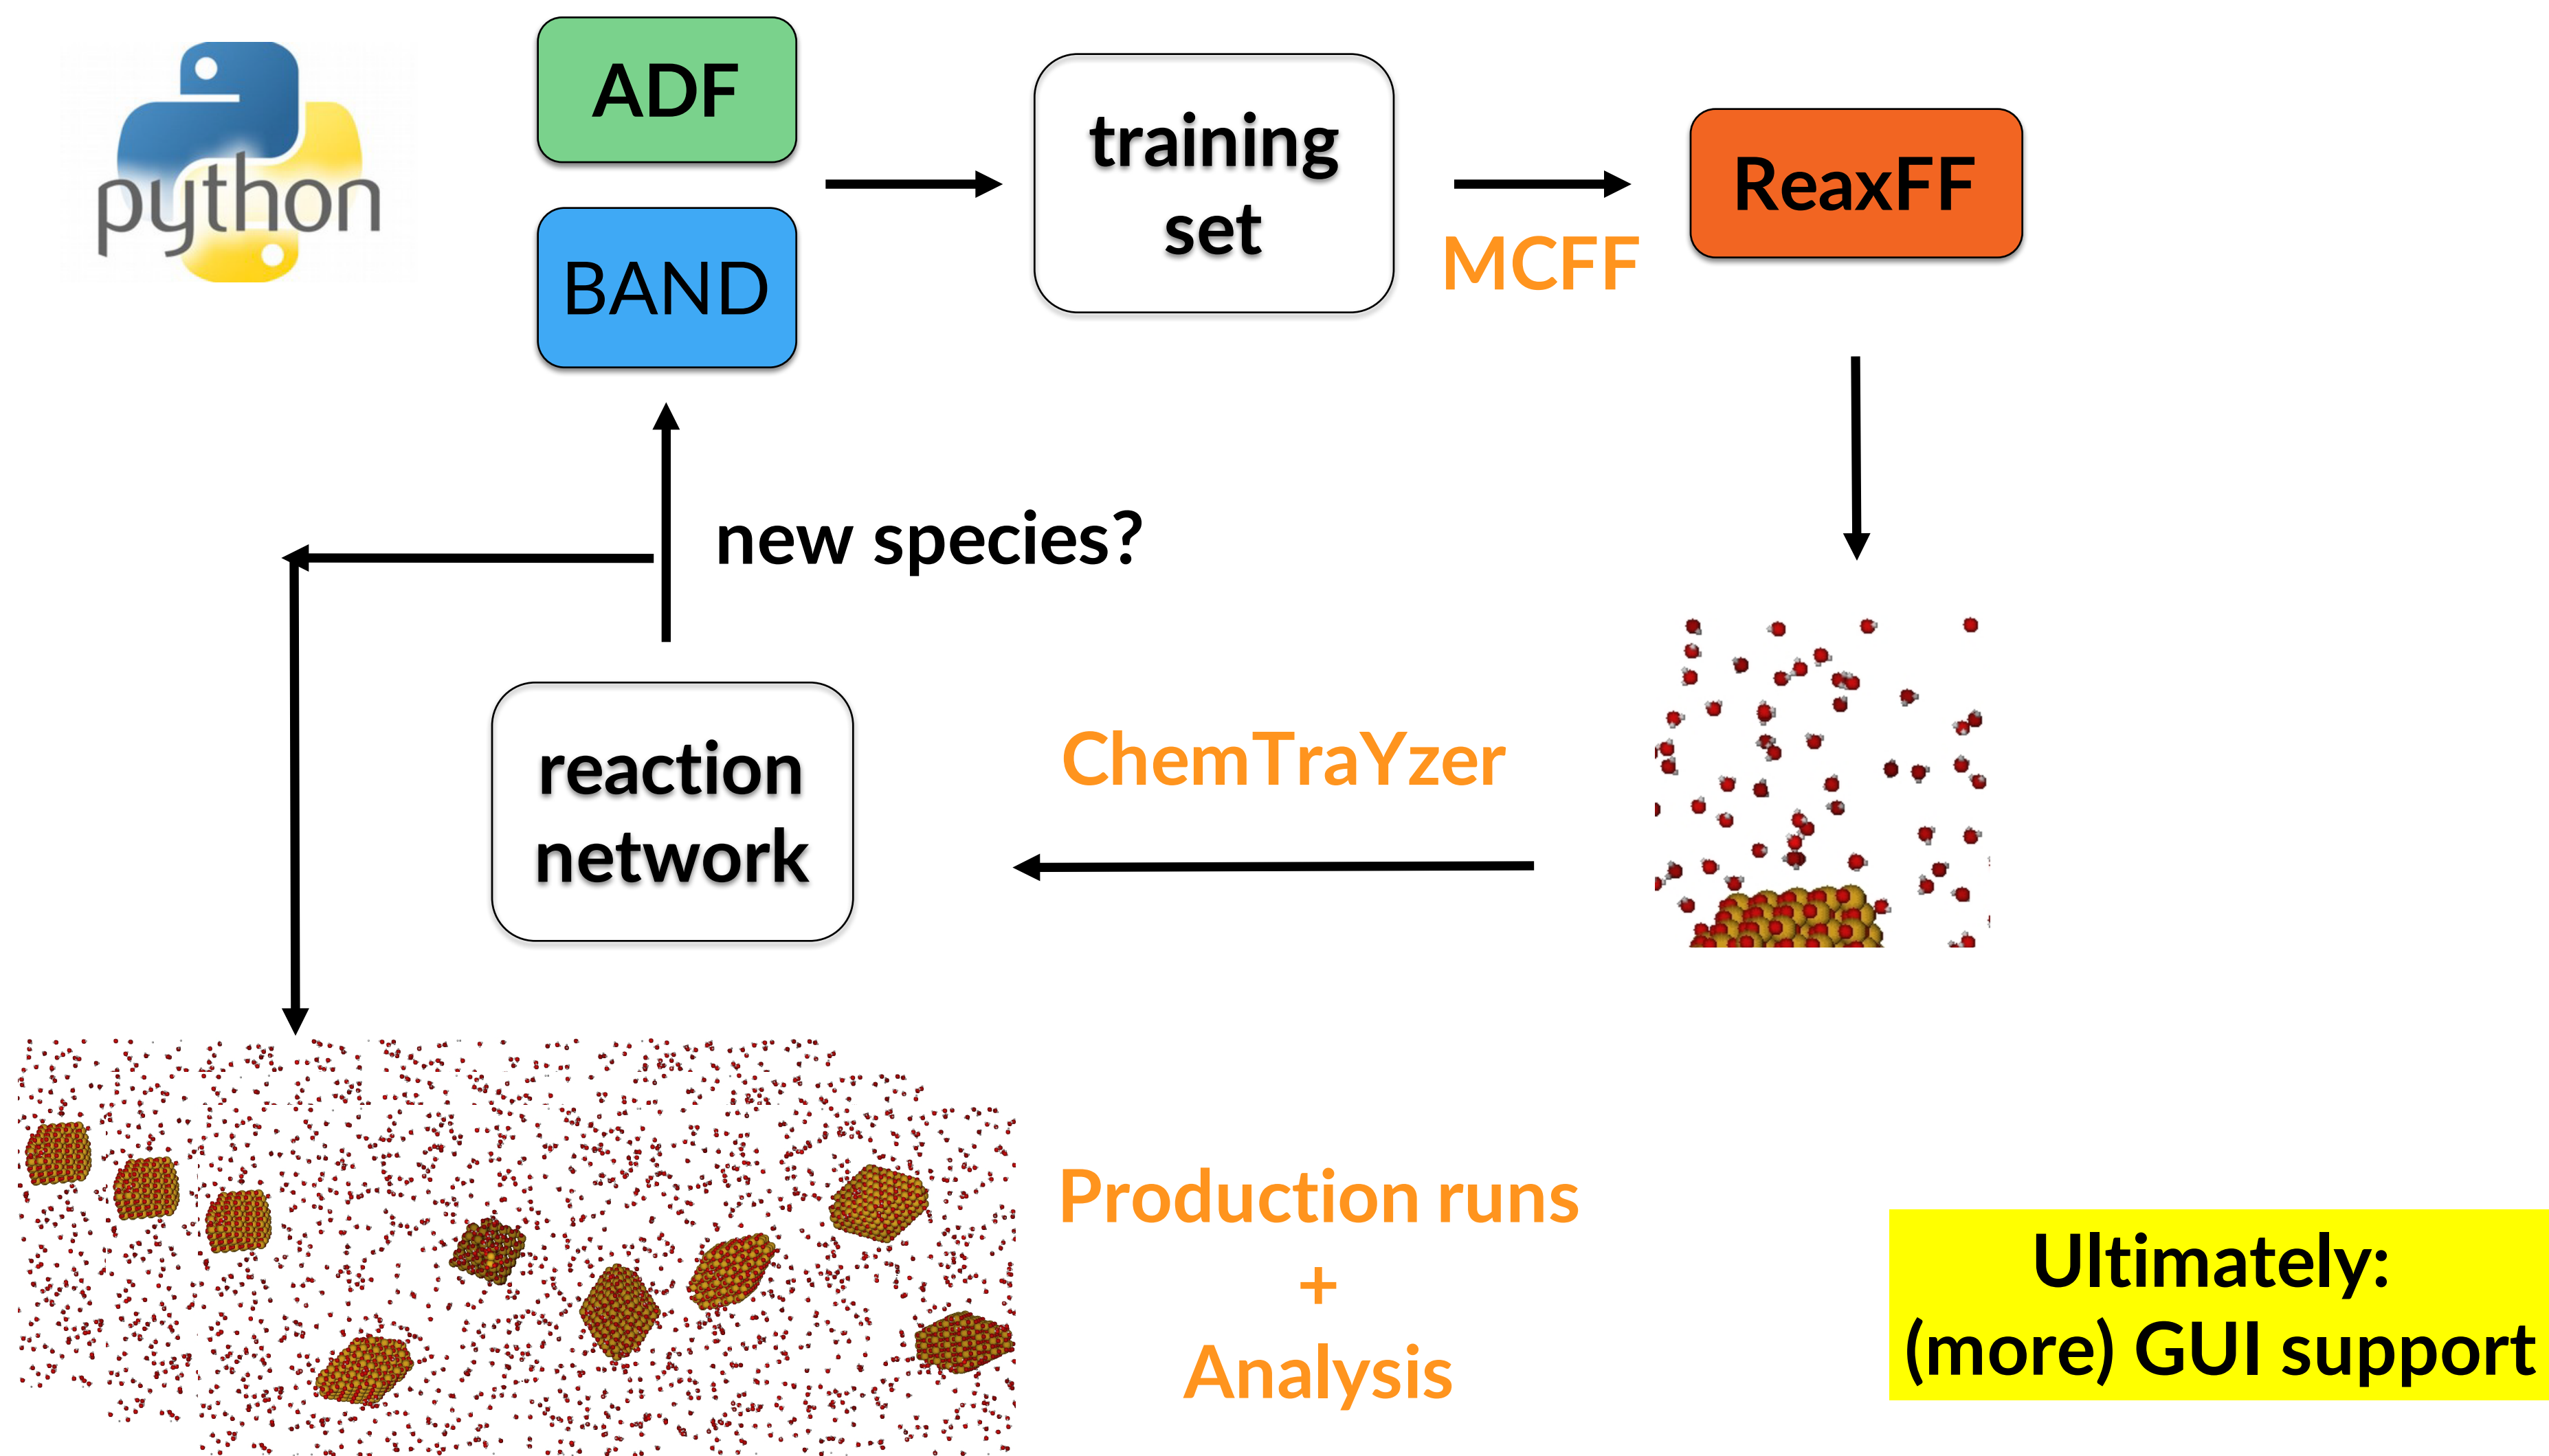 python
ADF
BAND
training
set
MCFF
ReaxFF
new species?
reaction
network
ChemTraYzer
Production runs
+
Analysis
Ultimately:
(more) GUI support